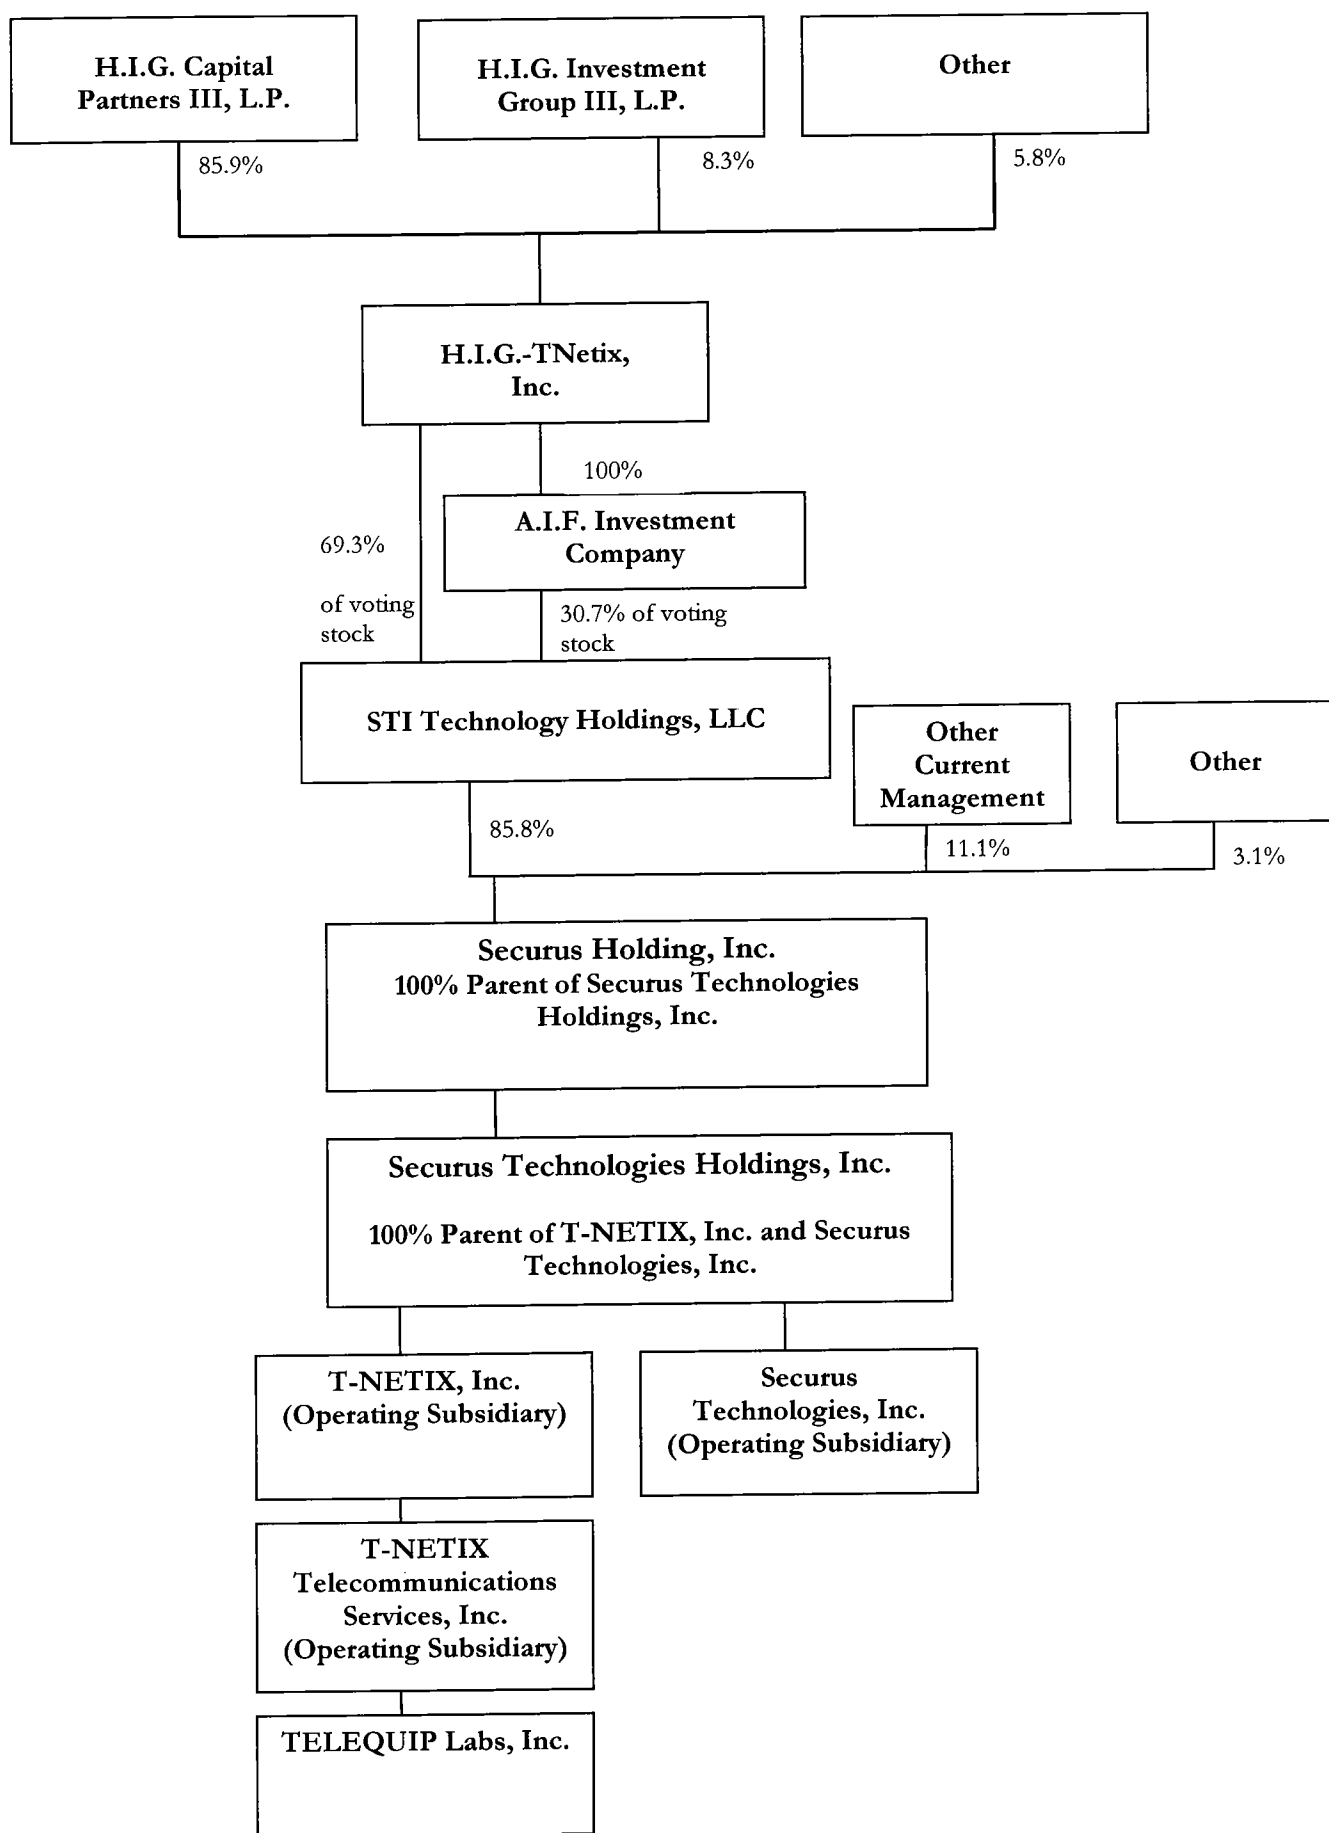 H.I.G. Capital
Partners III, L.P.
H.I.G. Investment
Group III, L.P.
Other
85.9%
8.3%
5.8%
H.I.G.-TNetix,
Inc.
100%
A.I.F. Investment
Company
69.3%
of voting
stock
30.7% of voting
stock
STI Technology Holdings, LLC
Other
Current
Management
Other
85.8%
11.1%
3.1%
Securus Holding, Inc.
100% Parent of Securus Technologies
Holdings, Inc.
Securus Technologies Holdings, Inc.
100% Parent of T-NETIX, Inc. and Securus
Technologies, Inc.
T-NETIX, Inc.
(Operating Subsidiary)
Securus
Technologies, Inc.
(Operating Subsidiary)
T-NETIX
Telecommunications
Services, Inc.
(Operating Subsidiary)
TELEQUIP Labs, Inc.